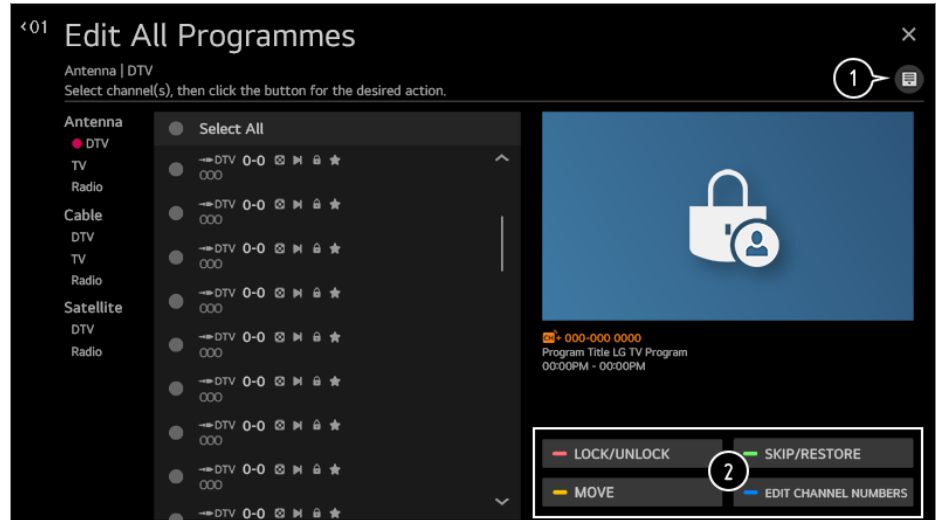 <01 Edit All Programmes
Antenna | DTV
Select channel(s), then click the button for the desired action.
1
Antenna
DTV
TV
Radio
Cable
DTV
TV
Radio
Satellite
DTV
Radio
Select All
DTV 0-0
000
DTV 0-0
000
DTV 0-0
000
DTV 0-0
000
DTV 0-0
000
DTV 0-0
000
DTV 0-0
000
DTV 0-0
000
DTV 0-0
CH+ 000-000 0000
Program Title LG TV Program
00:00PM - 00:00PM
LOCK/UNLOCK
SKIP/RESTORE
2
MOVE
EDIT CHANNEL NUMBERS